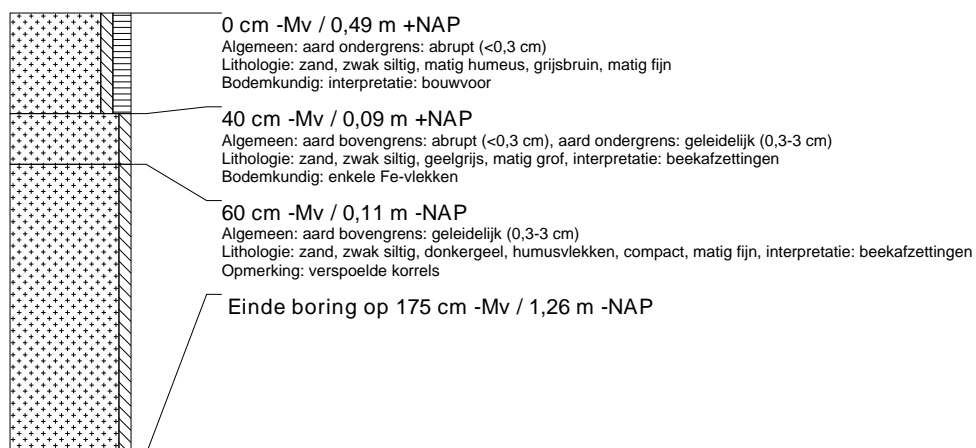 0 cm -Mv / 0,49 m +NAP
Algemeen: aard ondergrens: abrupt (<0,3 cm)
Lithologie: zand, zwak siltig, matig humeus, grijsbruin, matig fijn
Bodemkundig: interpretatie: bouwvoor
40 cm -Mv / 0,09 m +NAP
Algemeen: aard bovengrens: abrupt (<0,3 cm), aard ondergrens: geleidelijk (0,3-3 cm)
Lithologie: zand, zwak siltig, geelgrijs, matig grof, interpretatie: beekafzettingen
Bodemkundig: enkele Fe-vlekken
60 cm -Mv / 0,11 m -NAP
Algemeen: aard bovengrens: geleidelijk (0,3-3 cm)
Lithologie: zand, zwak siltig, donkergeel, humusvlekken, compact, matig fijn, interpretatie: beekafzettingen
Opmerking: verspoelde korrels
Einde boring op 175 cm -Mv / 1,26 m -NAP